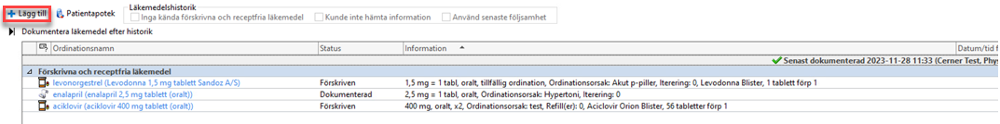 Lägg till
Patientapotek
Läkemedelshistorik
Inga kända förskrivna och receptfria läkemedel
Kunde inte hämta information
Använd senaste följsamhet
Dokumentera läkemedel efter historik
Ordinationsnamn Status Information Datum/tid f
Senast dokumenterad 2023-11-28 11:33 (Cerner Test, Phy
Förskrivna och receptfria läkemedel
levonorgestrel (Levodonna 1,5 mg tablett Sandoz A/S) Förskriven 1,5 mg = 1 tabl, oralt, tillfällig ordination, Ordinationsorsak: Akut p-piller, Iterering: 0, Levodonna Blister, 1 tablett förp 1
enalapril (enalapril 2,5 mg tablett (oralt)) Dokumenterad 2,5 mg = 1 tabl, oralt, Ordinationsorsak: Hypertoni, Iterering: 0
aciklovir (aciklovir 400 mg tablett (oralt)) Förskriven 400 mg, oralt, x2, Ordinationsorsak: test, Refill(er): 0, Aciclovir Orion Blister, 56 tabletter förp 1